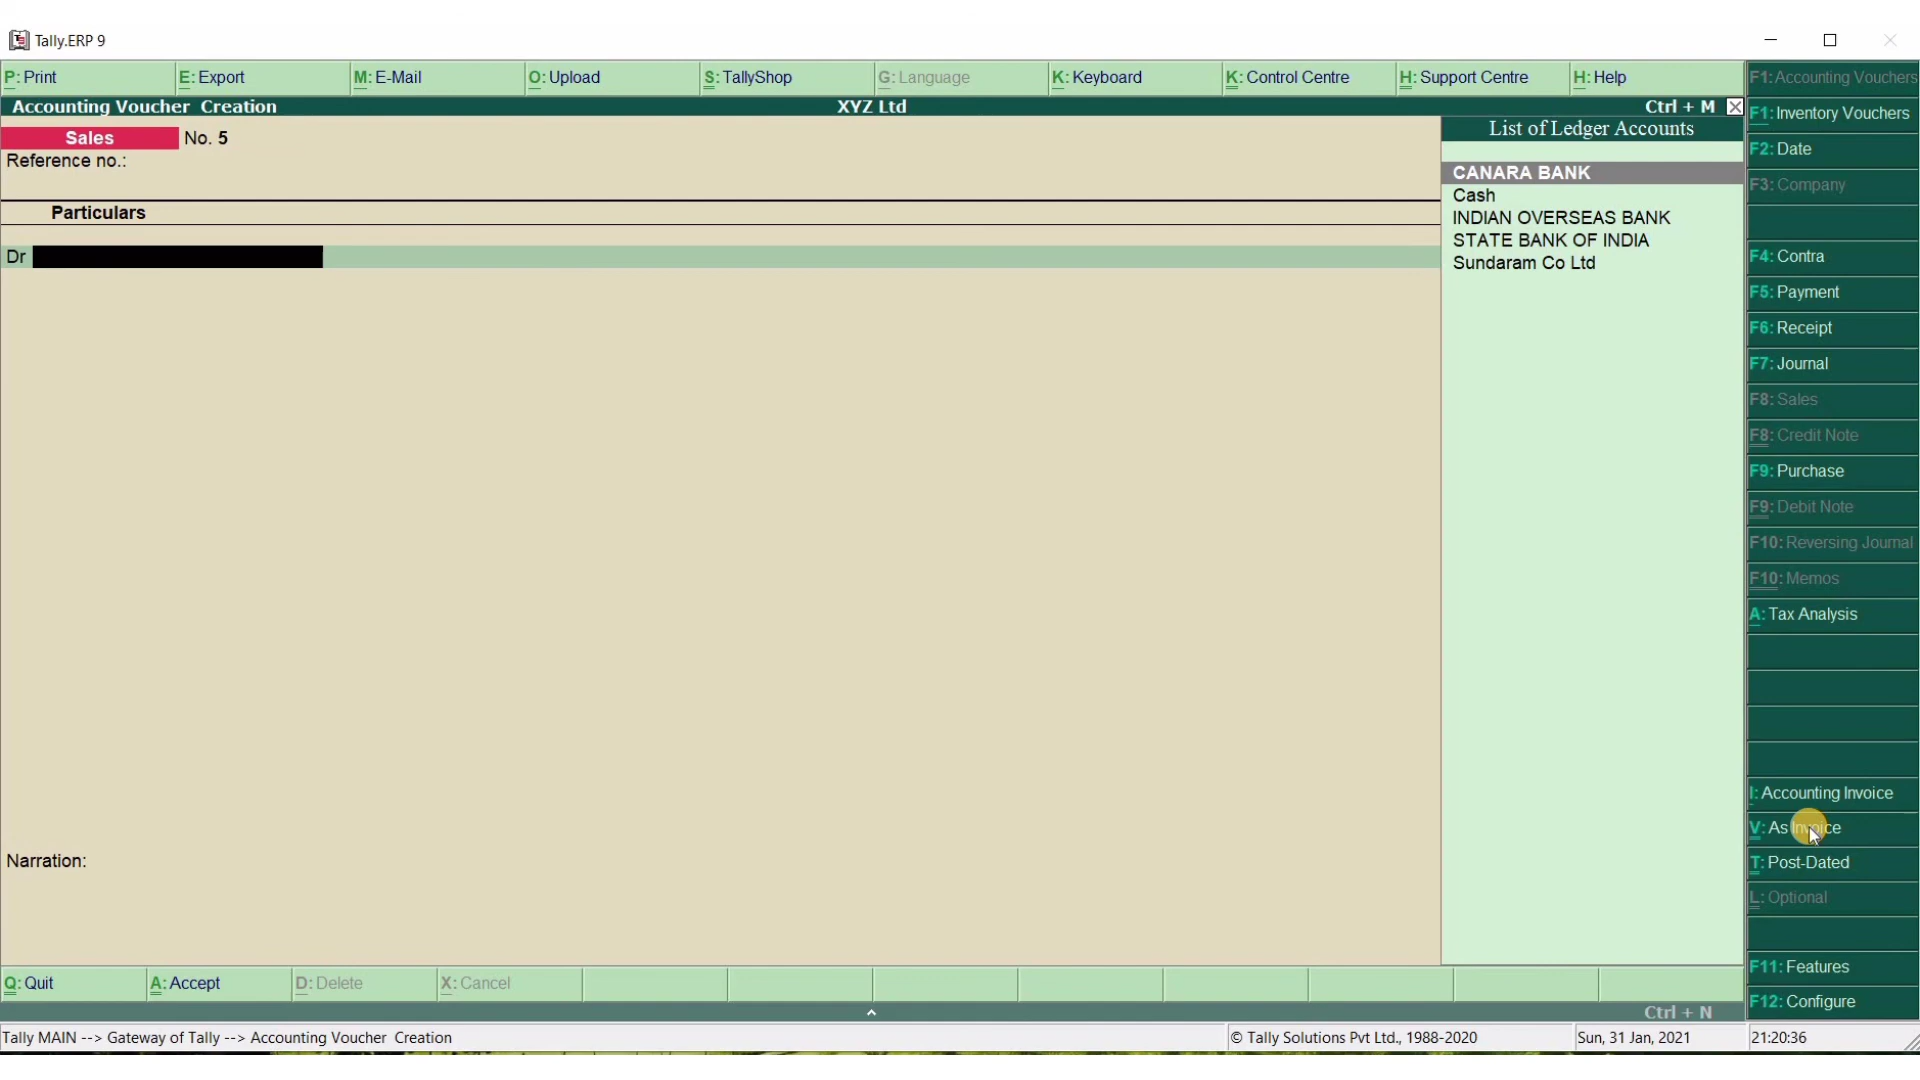 Tally.ERP 9
P: Print E: Export M: E-Mail O: Upload S: TallyShop G: Language K: Keyboard K: Control Centre H: Support Centre H: Help
Accounting Voucher Creation XYZ Ltd Ctrl + M
Sales No. 5
Reference no.:
Particulars
Dr
Narration:
List of Ledger Accounts
CANARA BANK
Cash
INDIAN OVERSEAS BANK
STATE BANK OF INDIA
Sundaram Co Ltd
F1: Accounting Vouchers
F1: Inventory Vouchers
F2: Date
F3: Company
F4: Contra
F5: Payment
F6: Receipt
F7: Journal
F8: Sales
F8: Credit Note
F9: Purchase
F9: Debit Note
F10: Reversing Journal
F10: Memos
A: Tax Analysis
I: Accounting Invoice
V: As Invoice
T: Post-Dated
L: Optional
F11: Features
F12: Configure
Q: Quit A: Accept D: Delete X: Cancel
Ctrl + N
Tally MAIN --> Gateway of Tally --> Accounting Voucher Creation © Tally Solutions Pvt Ltd., 1988-2020 Sun, 31 Jan, 2021 21:20:36